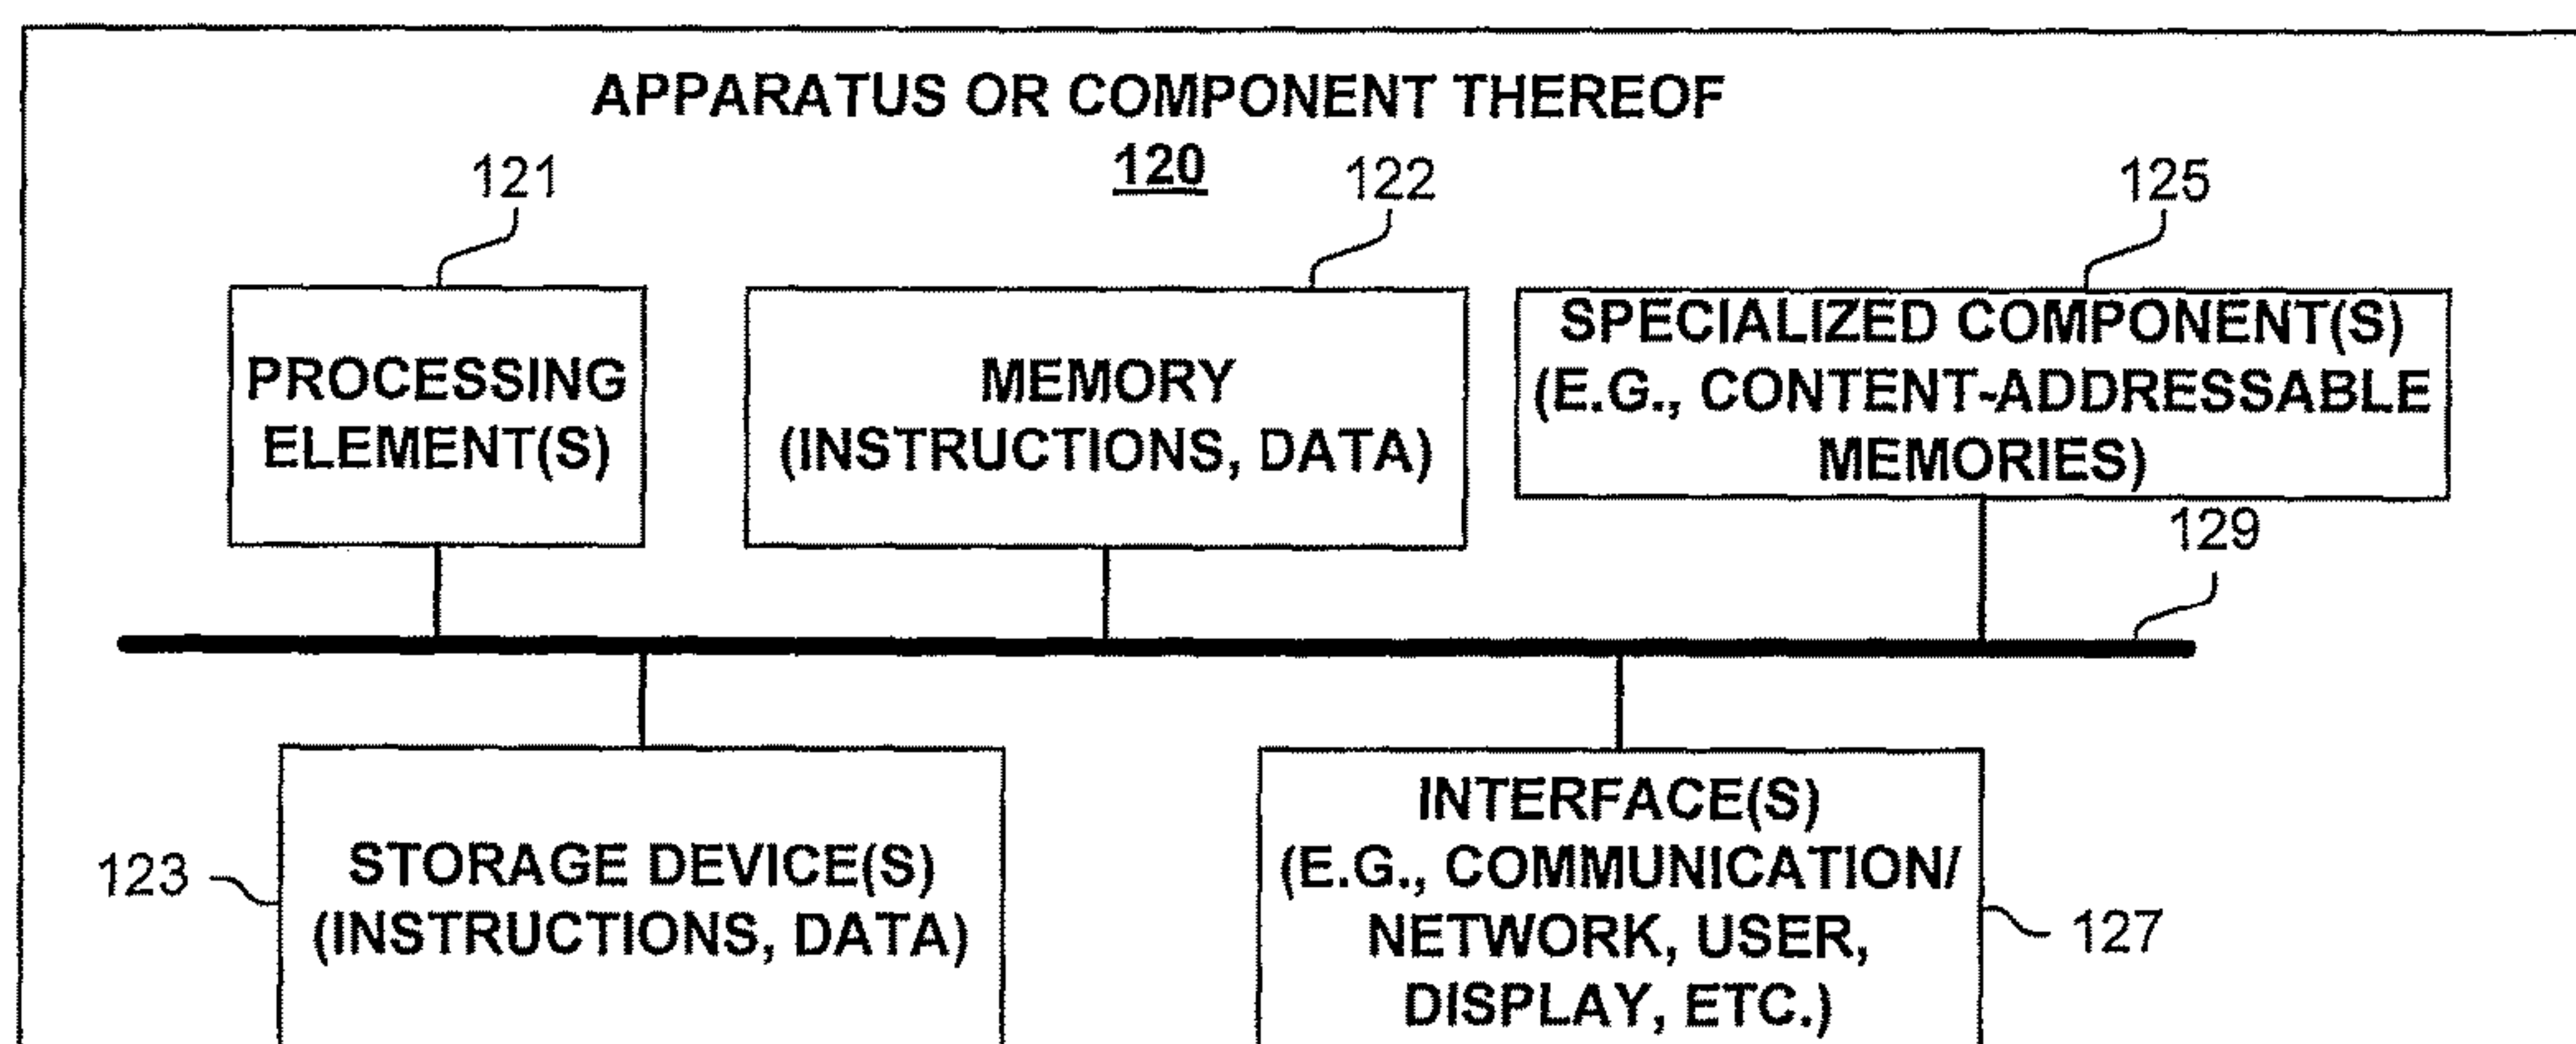 APPARATUS OR COMPONENT THEREOF
120
121
122
125
PROCESSING
ELEMENT(S)
MEMORY
(INSTRUCTIONS, DATA)
SPECIALIZED COMPONENT(S)
(E.G., CONTENT-ADDRESSABLE
MEMORIES)
129
123
STORAGE DEVICE(S)
(INSTRUCTIONS, DATA)
INTERFACE(S)
(E.G., COMMUNICATION/
NETWORK, USER,
DISPLAY, ETC.)
127